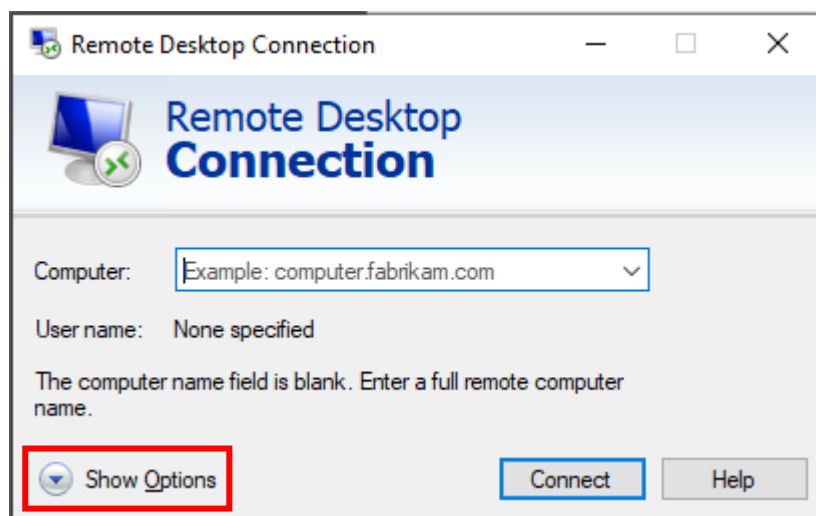 Remote Desktop Connection
Remote Desktop
Connection
Computer: Example: computer.fabrikam.com
User name: None specified
The computer name field is blank. Enter a full remote computer
name.
Show Options Connect Help